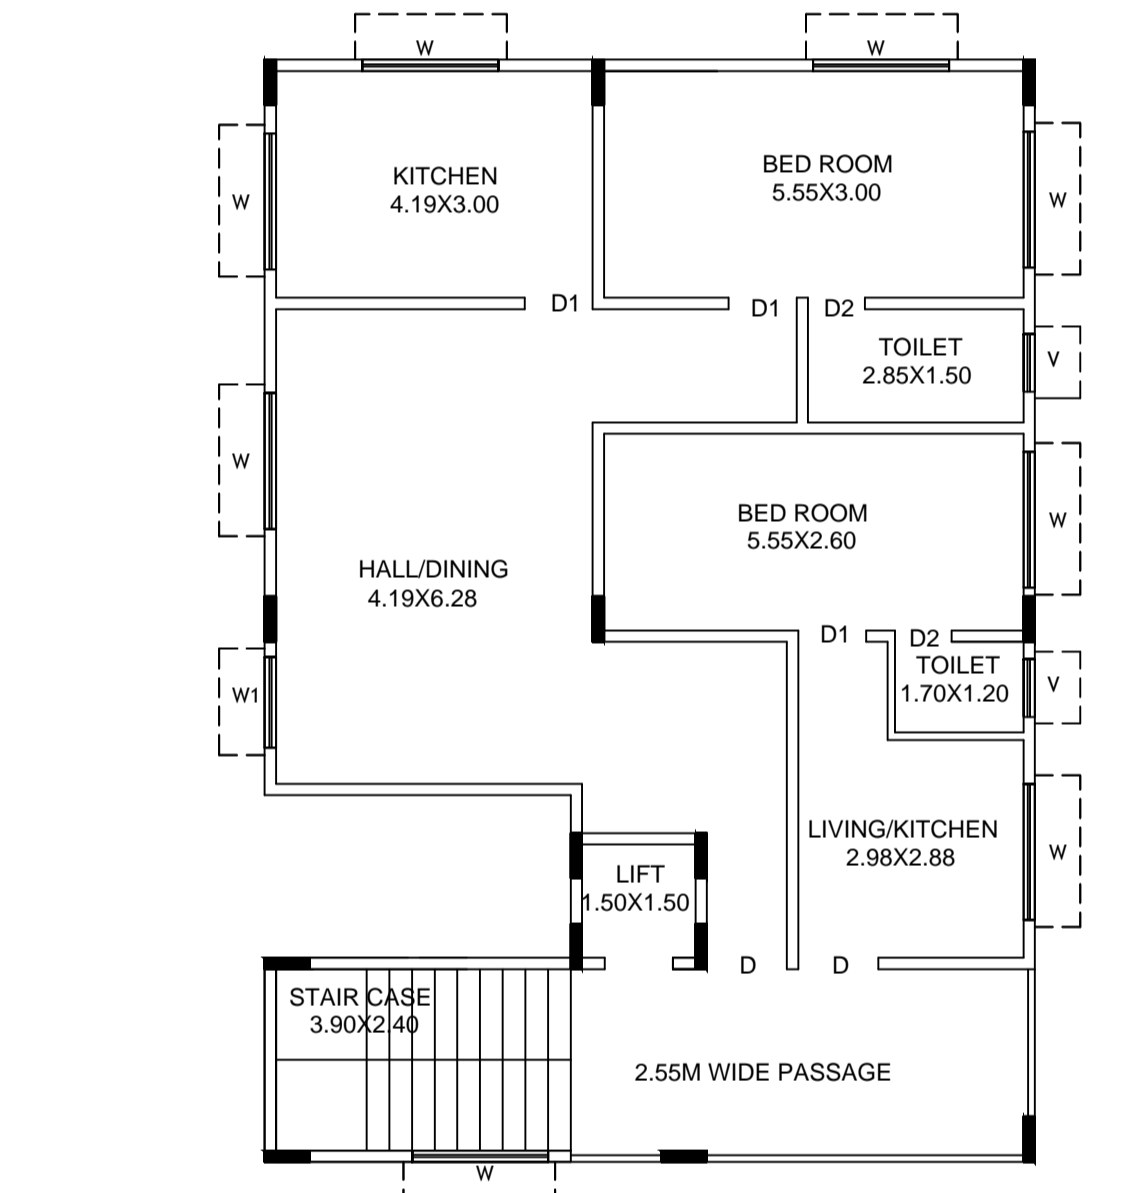 W
W
KITCHEN
4.19X3.00
BED ROOM
5.55X3.00
W
W
D1
D1
D2
TOILET
2.85X1.50
V
W
BED ROOM
5.55X2.60
W
HALL/DINING
4.19X6.28
D1
D2
TOILET
1.70X1.20
V
W1
LIVING/KITCHEN
2.98X2.88
W
LIFT
1.50X1.50
D
D
STAIR CASE
3.90X2.40
2.55M WIDE PASSAGE
W